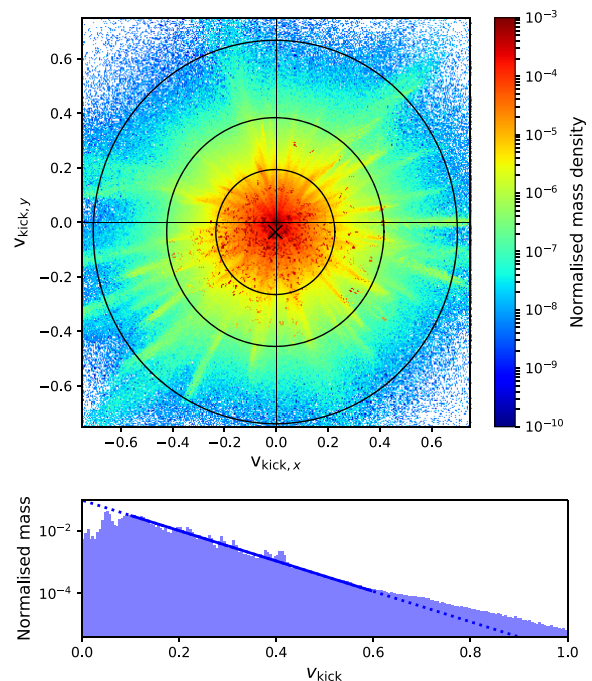 0.6
0.4
0.2
0.0
−0.2
−0.4
−0.6
v_kick, y
−0.6 −0.4 −0.2 0.0 0.2 0.4 0.6
v_kick, x
10^−3
10^−4
10^−5
10^−6
10^−7
10^−8
10^−9
10^−10
Normalised mass density
Normalised mass
10^−2
10^−4
0.0 0.2 0.4 0.6 0.8 1.0
v_kick